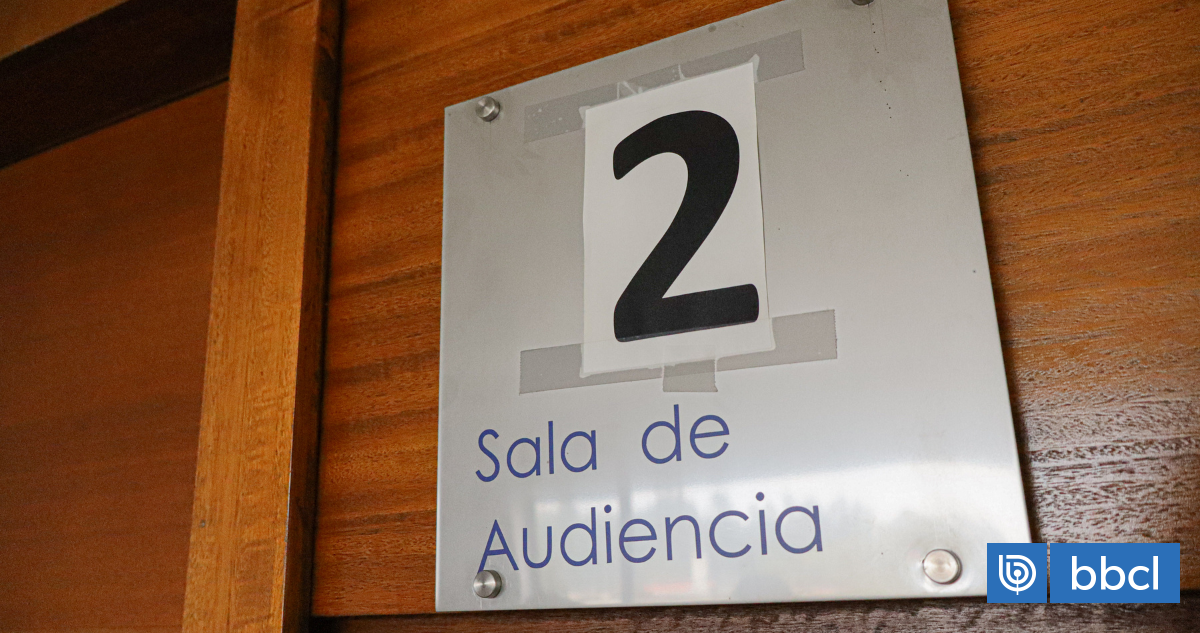 2
Sala de
Audiencia
bbcl